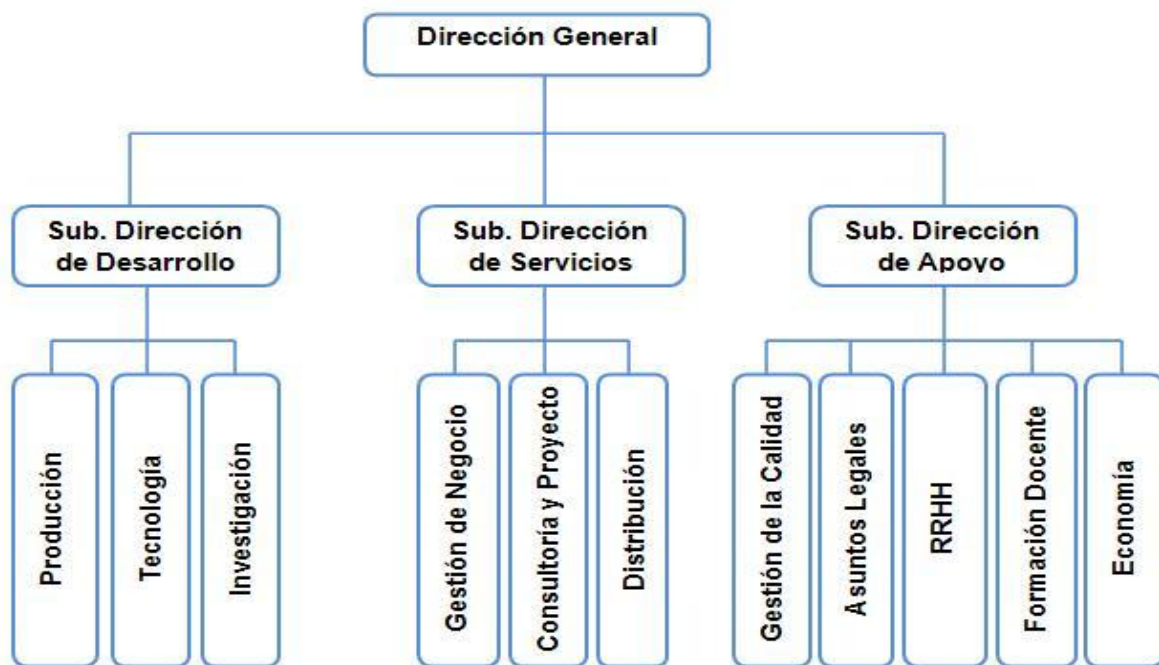 Dirección General
Sub. Dirección
de Desarrollo
Sub. Dirección
de Servicios
Sub. Dirección
de Apoyo
Producción
Tecnología
Investigación
Gestión de Negocio
Consultoría y Proyecto
Distribución
Gestión de la Calidad
Asuntos Legales
RRHH
Formación Docente
Economía